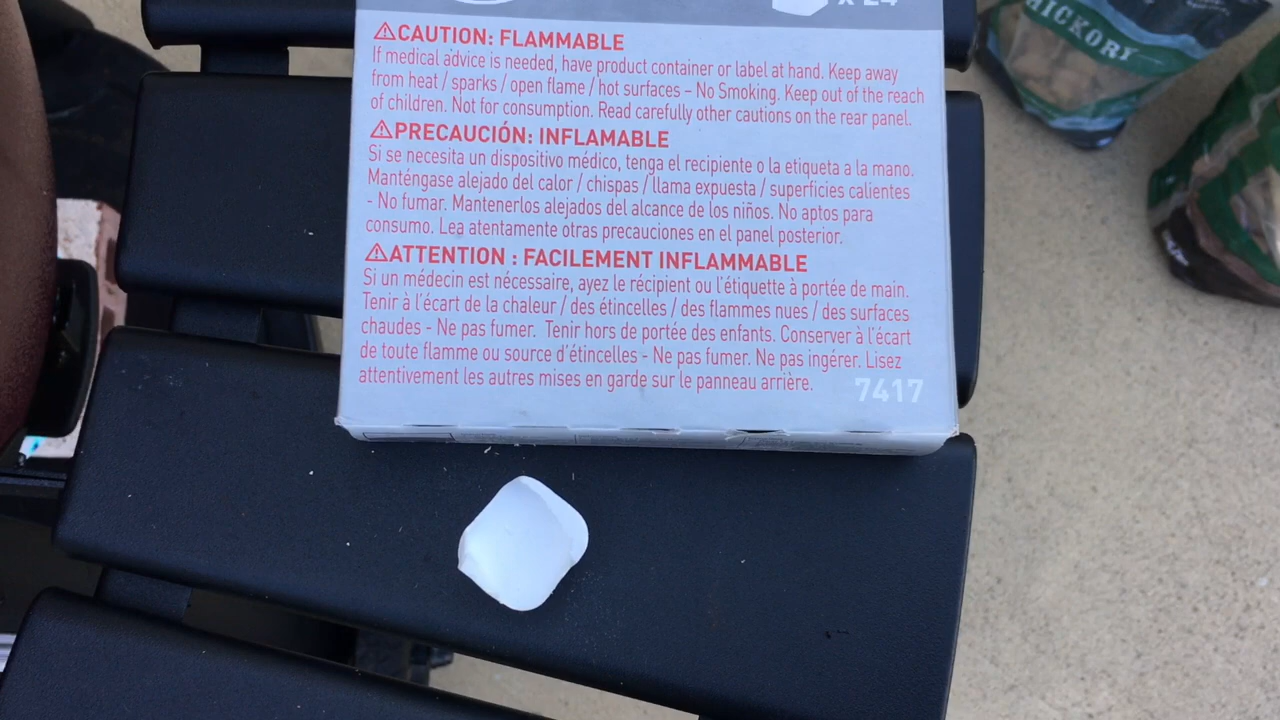 x 24
⚠CAUTION: FLAMMABLE
If medical advice is needed, have product container or label at hand. Keep away
from heat / sparks / open flame / hot surfaces – No Smoking. Keep out of the reach
of children. Not for consumption. Read carefully other cautions on the rear panel.
⚠PRECAUCIÓN: INFLAMABLE
Si se necesita un dispositivo médico, tenga el recipiente o la etiqueta a la mano.
Manténgase alejado del calor / chispas / llama expuesta / superficies calientes
- No fumar. Mantenerlos alejados del alcance de los niños. No aptos para
consumo. Lea atentamente otras precauciones en el panel posterior.
⚠ATTENTION : FACILEMENT INFLAMMABLE
Si un médecin est nécessaire, ayez le récipient ou l'étiquette à portée de main.
Tenir à l'écart de la chaleur / des étincelles / des flammes nues / des surfaces
chaudes - Ne pas fumer. Tenir hors de portée des enfants. Conserver à l'écart
de toute flamme ou source d'étincelles - Ne pas fumer. Ne pas ingérer. Lisez
attentivement les autres mises en garde sur le panneau arrière.
7417
HICKORY